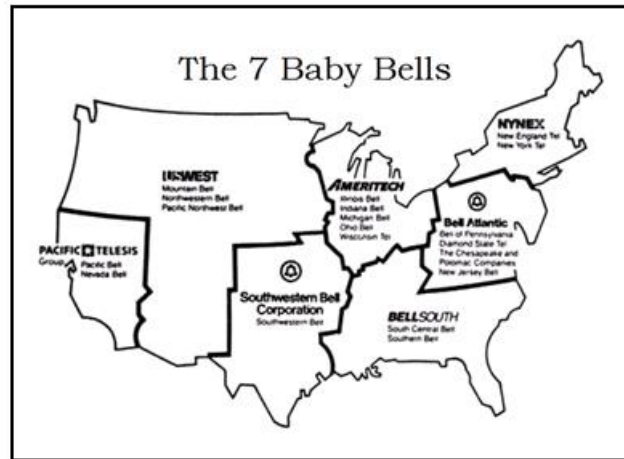 The 7 Baby Bells
NYNEX
New England Tel
New York Tel
US WEST
Mountain Bell
Northwestern Bell
Pacific Northwest Bell
AMERITECH
Illinois Bell
Indiana Bell
Michigan Bell
Ohio Bell
Wisconsin Tel
Bell Atlantic
Bell of Pennsylvania
Diamond State Tel
The Chesapeake and
Potomac Companies
New Jersey Bell
PACIFIC TELESIS
Group
Pacific Bell
Nevada Bell
Southwestern Bell
Corporation
Southwestern Bell
BELLSOUTH
South Central Bell
Southern Bell